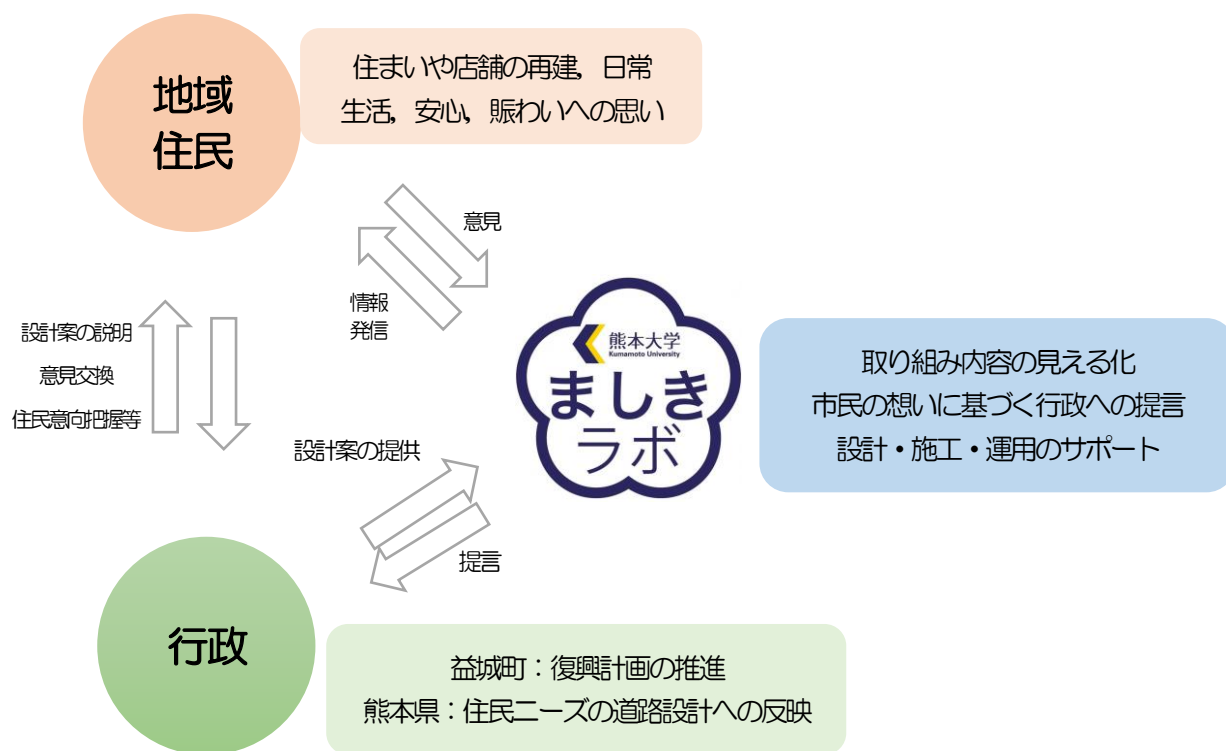 地域
住民
住まいや店舗の再建，日常
生活，安心，賑わいへの思い
意見
情報
発信
設計案の説明
意見交換
住民意向把握等
熊本大学
Kumamoto University
ましき
ラボ
取り組み内容の見える化
市民の想いに基づく行政への提言
設計・施工・運用のサポート
設計案の提供
提言
行政
益城町：復興計画の推進
熊本県：住民ニーズの道路設計への反映